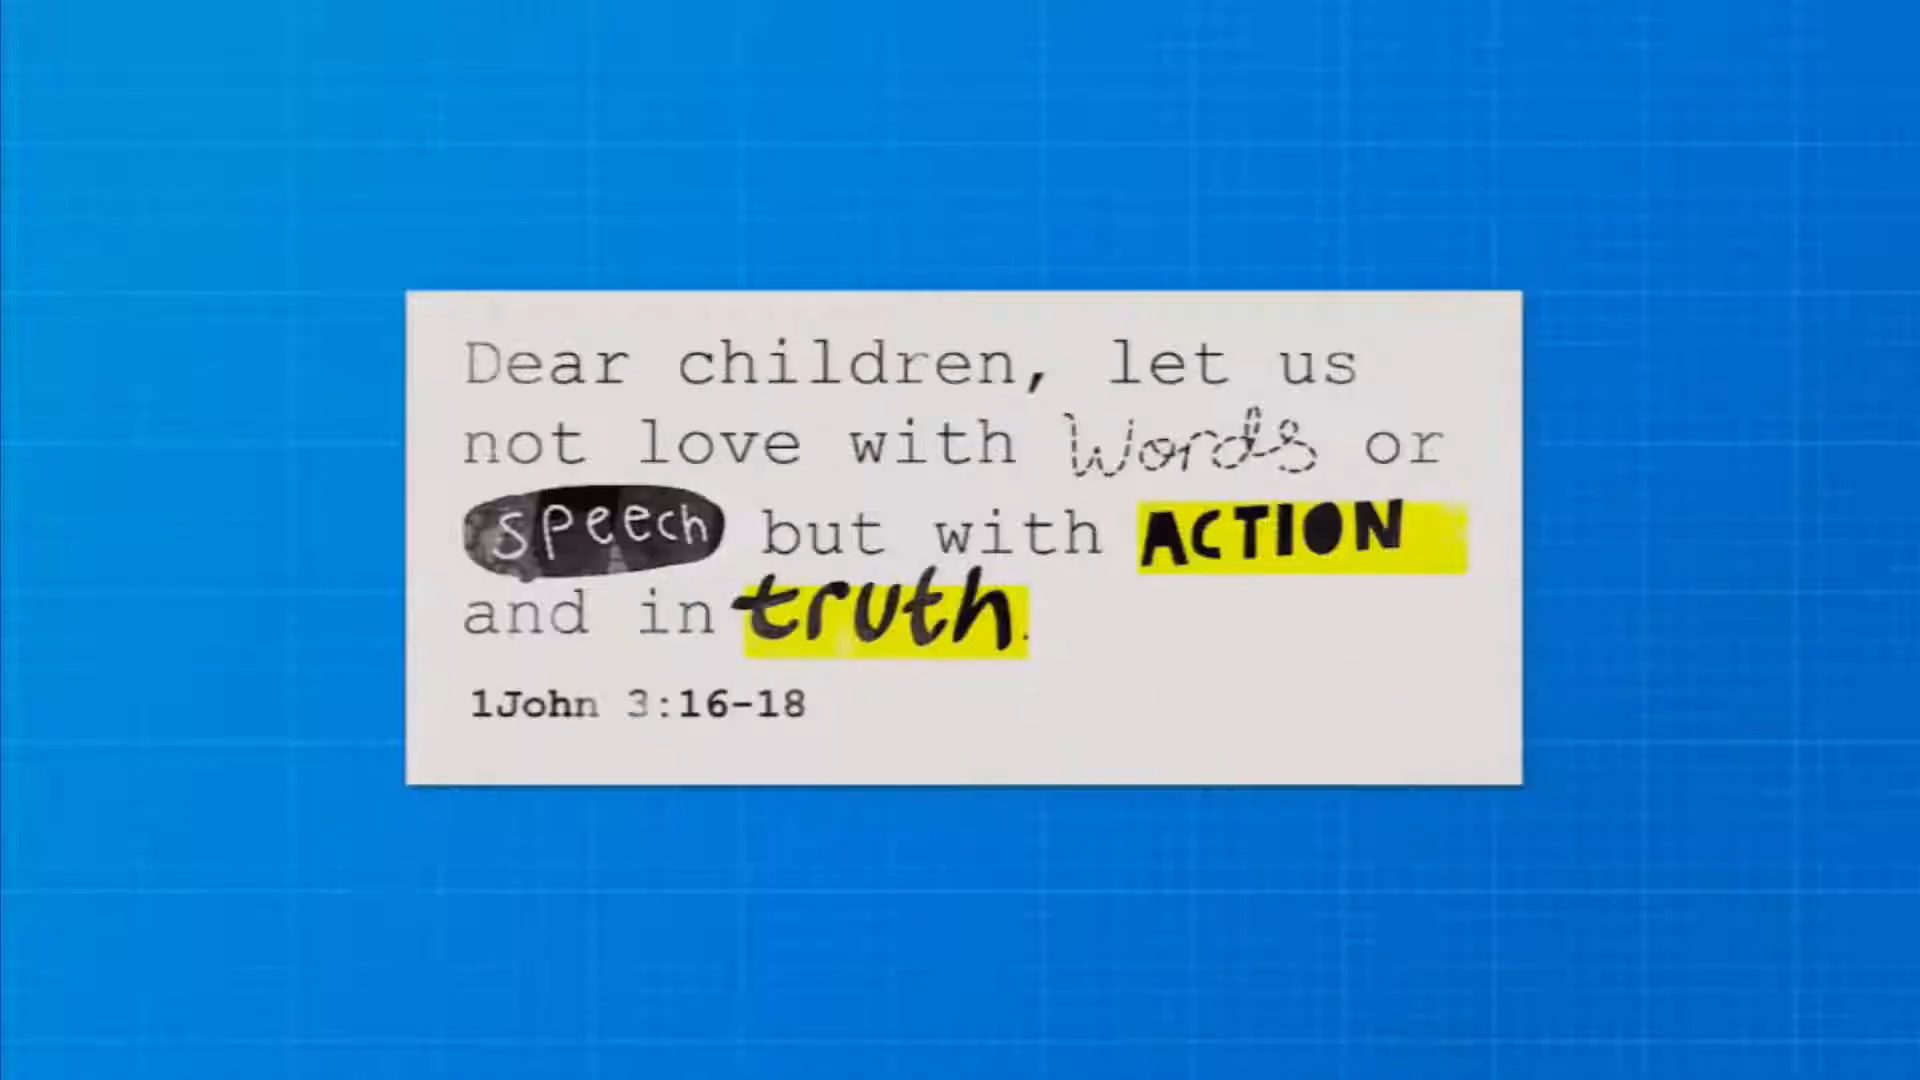 Dear children, let us
not love with Words or
speech but with ACTION
and in truth.
1John 3:16-18